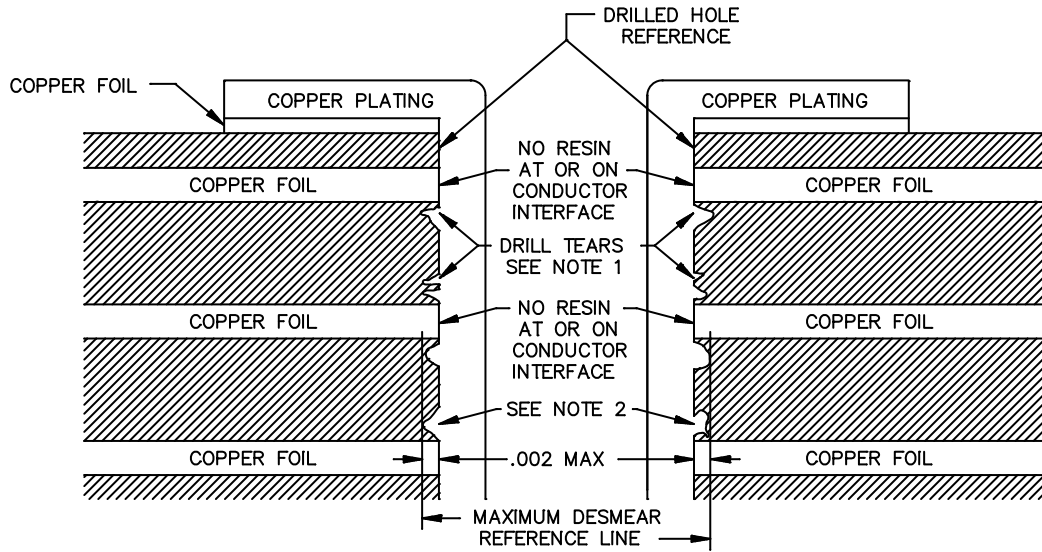 DRILLED HOLE
REFERENCE
COPPER FOIL
COPPER PLATING
COPPER PLATING
NO RESIN
AT OR ON
CONDUCTOR
INTERFACE
COPPER FOIL
COPPER FOIL
DRILL TEARS
SEE NOTE 1
NO RESIN
AT OR ON
CONDUCTOR
INTERFACE
COPPER FOIL
COPPER FOIL
SEE NOTE 2
COPPER FOIL
.002 MAX
COPPER FOIL
MAXIMUM DESMEAR
REFERENCE LINE